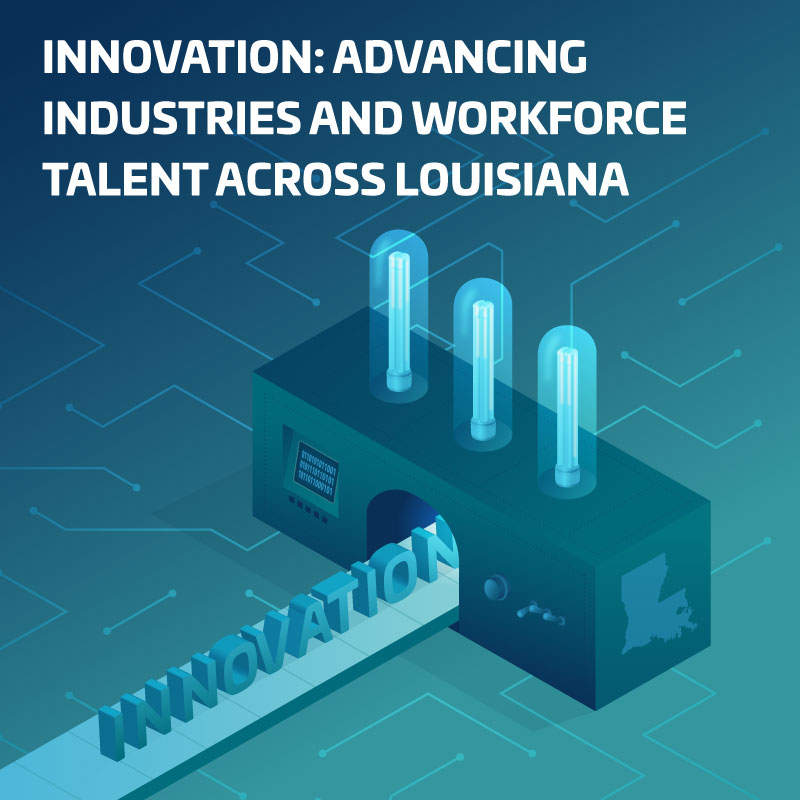 INNOVATION: ADVANCING
INDUSTRIES AND WORKFORCE
TALENT ACROSS LOUISIANA
INNOVATION